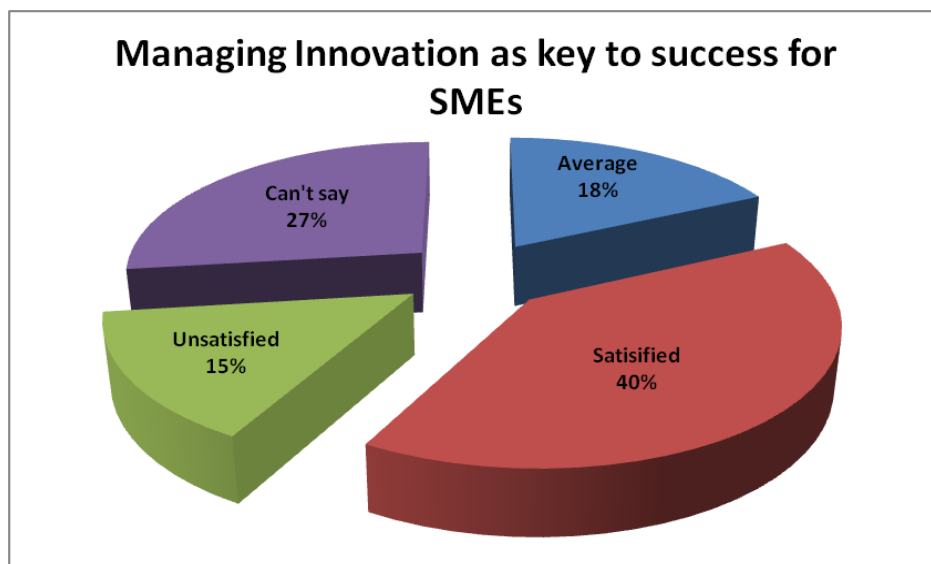 Managing Innovation as key to success for
SMEs
Average
18%
Can't say
27%
Unsatisfied
15%
Satisified
40%